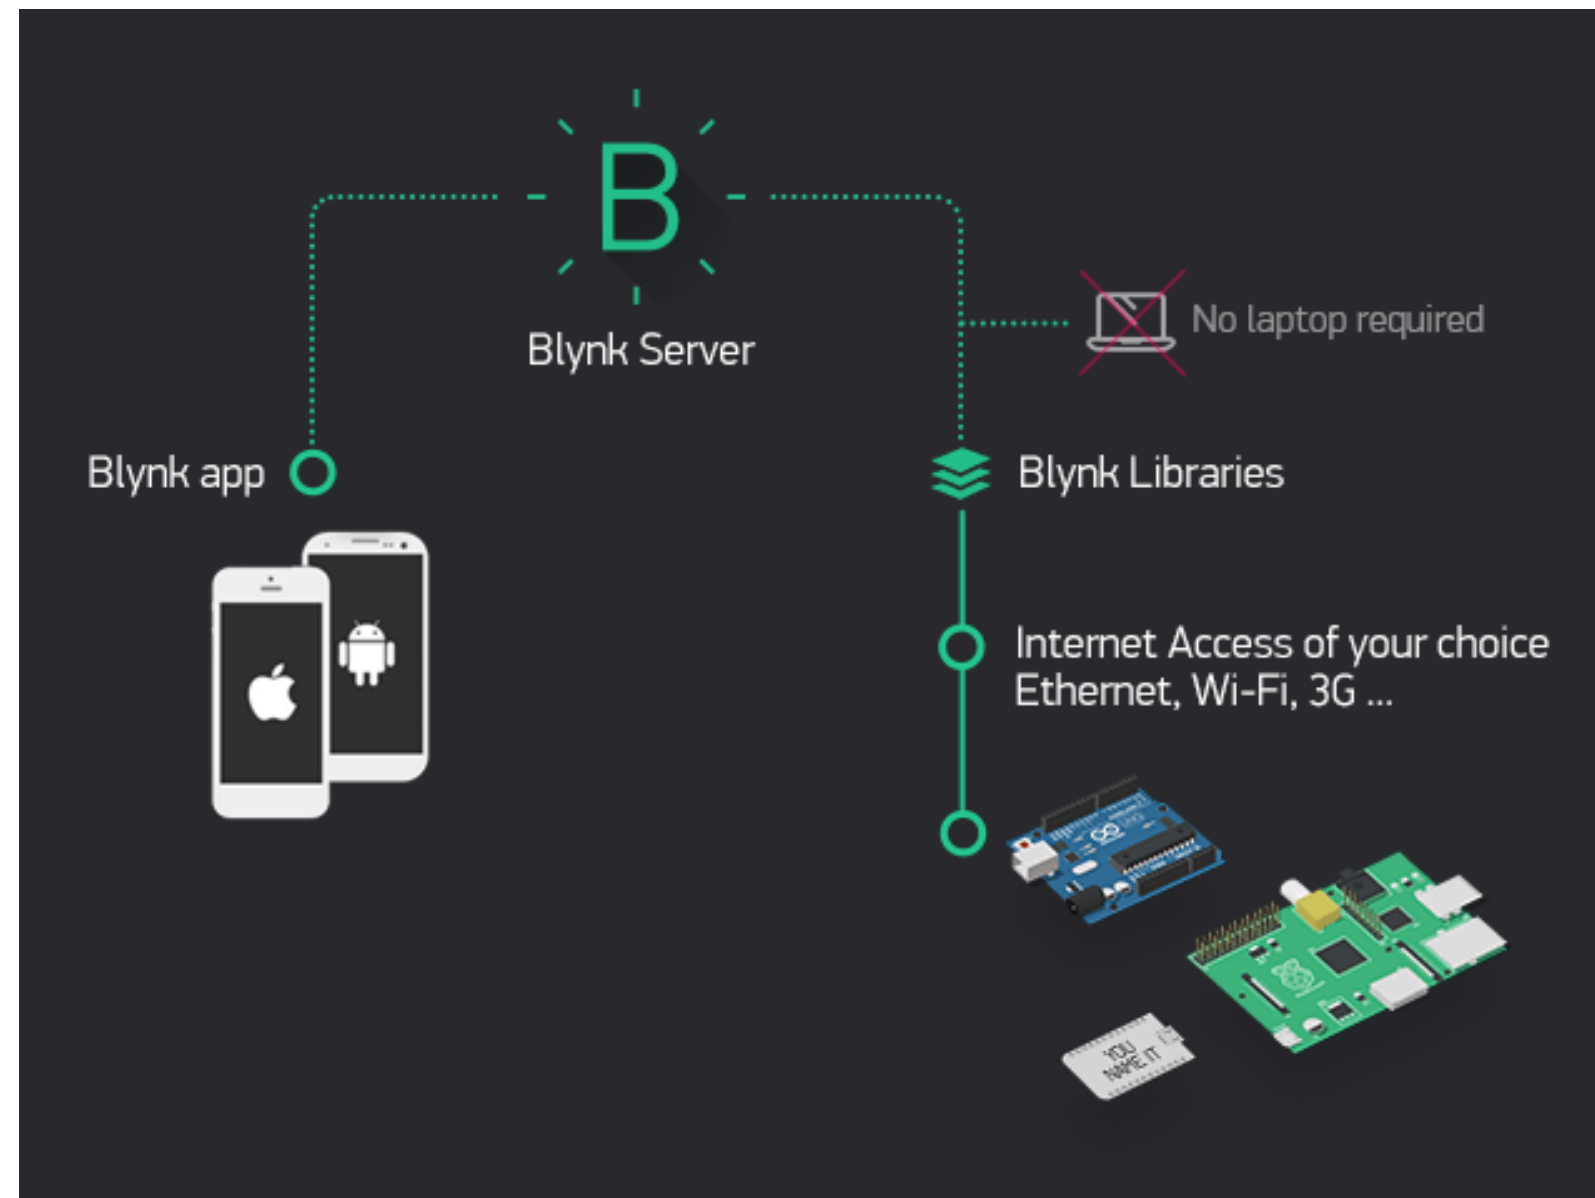 B
Blynk Server
No laptop required
Blynk app
Blynk Libraries
Internet Access of your choice
Ethernet, Wi-Fi, 3G ...
YOU
NAME IT